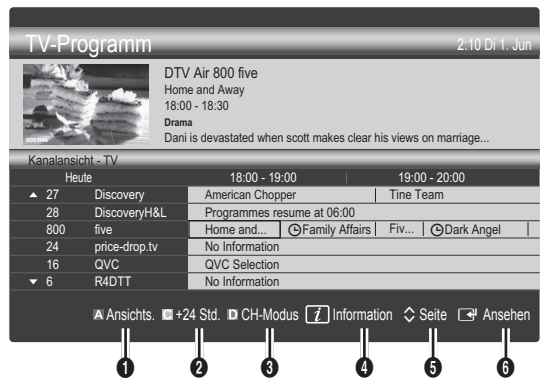 TV-Programm 2:10 Di 1. Jun
DTV Air 800 five
Home and Away
18:00 - 18:30
Drama
Dani is devastated when scott makes clear his views on marriage...
800 five
Kanalansicht - TV
Heute 18:00 - 19:00 19:00 - 20:00
▲ 27 Discovery American Chopper Tine Team
28 DiscoveryH&L Programmes resume at 06:00
800 five Home and... Family Affairs Fiv... Dark Angel
24 price-drop.tv No Information
16 QVC QVC Selection
▼ 6 R4DTT No Information
A Ansichts. C +24 Std. D CH-Modus i Information Seite Ansehen
1 2 3 4 5 6